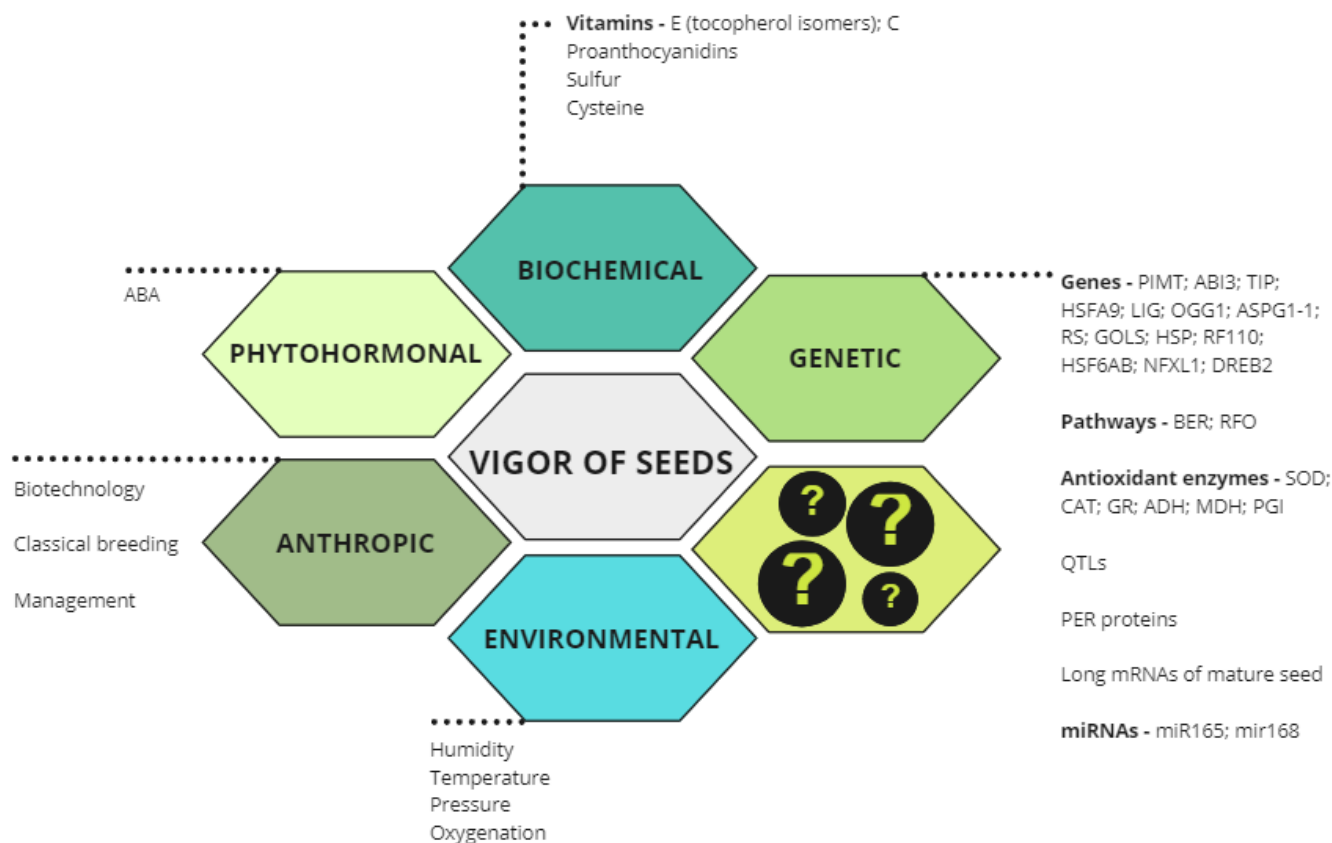 Vitamins - E (tocopherol isomers); C
Proanthocyanidins
Sulfur
Cysteine
BIOCHEMICAL
ABA
PHYTOHORMONAL
GENETIC
Genes - PIMT; ABI3; TIP;
HSFA9; LIG; OGG1; ASPG1-1;
RS; GOLS; HSP; RF110;
HSF6AB; NFXL1; DREB2
Pathways - BER; RFO
Antioxidant enzymes - SOD;
CAT; GR; ADH; MDH; PGI
QTLs
PER proteins
Long mRNAs of mature seed
miRNAs - miR165; mir168
VIGOR OF SEEDS
? ? ? ?
Biotechnology
Classical breeding
Management
ANTHROPIC
ENVIRONMENTAL
Humidity
Temperature
Pressure
Oxygenation